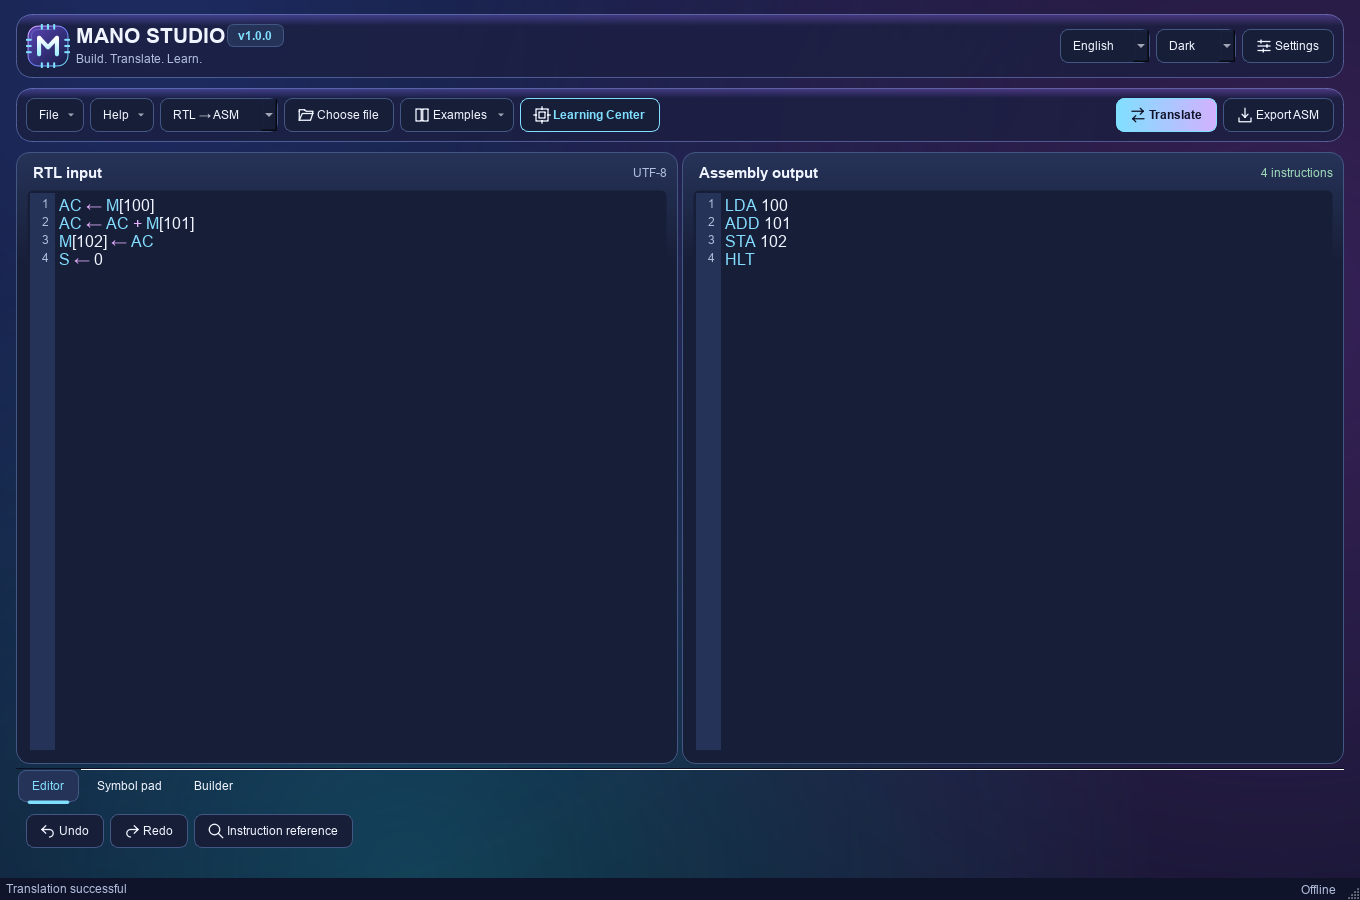 MANO STUDIO v1.0.0
Build. Translate. Learn.
English
Dark
Settings
File
Help
RTL → ASM
Choose file
Examples
Learning Center
Translate
Export ASM
RTL input
UTF-8
1 AC ← M[100]
2 AC ← AC + M[101]
3 M[102] ← AC
4 S ← 0
Assembly output
4 instructions
1 LDA 100
2 ADD 101
3 STA 102
4 HLT
Editor
Symbol pad
Builder
Undo
Redo
Instruction reference
Translation successful
Offline